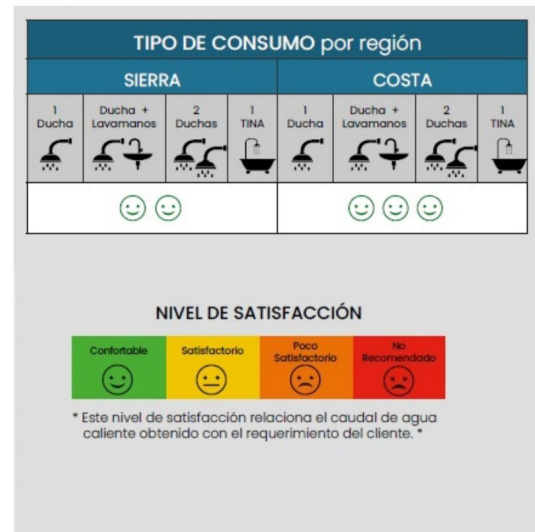 TIPO DE CONSUMO por región
SIERRA COSTA
1 Ducha Ducha + Lavamanos 2 Duchas 1 TINA 1 Ducha Ducha + Lavamanos 2 Duchas 1 TINA
NIVEL DE SATISFACCIÓN
Confortable Satisfactorio Poco Satisfactorio No Recomendado
* Este nivel de satisfacción relaciona el caudal de agua
caliente obtenido con el requerimiento del cliente. *